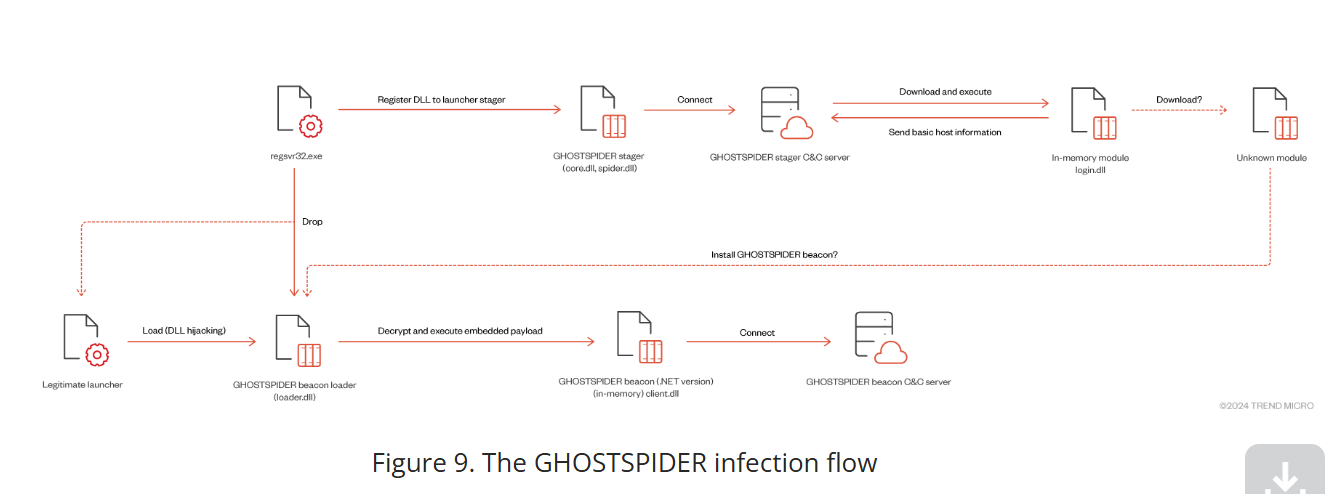 Register DLL to launcher stager
Connect
Download and execute
Send basic host information
Download?
regsvr32.exe
GHOSTSPIDER stager
(core.dll, spider.dll)
GHOSTSPIDER stager C&C server
In-memory module
login.dll
Unknown module
Drop
Install GHOSTSPIDER beacon?
Load (DLL hijacking)
Decrypt and execute embedded payload
Connect
Legitimate launcher
GHOSTSPIDER beacon loader
(loader.dll)
GHOSTSPIDER beacon (.NET version)
(in-memory) client.dll
GHOSTSPIDER beacon C&C server
©2024 TREND MICRO
Figure 9. The GHOSTSPIDER infection flow